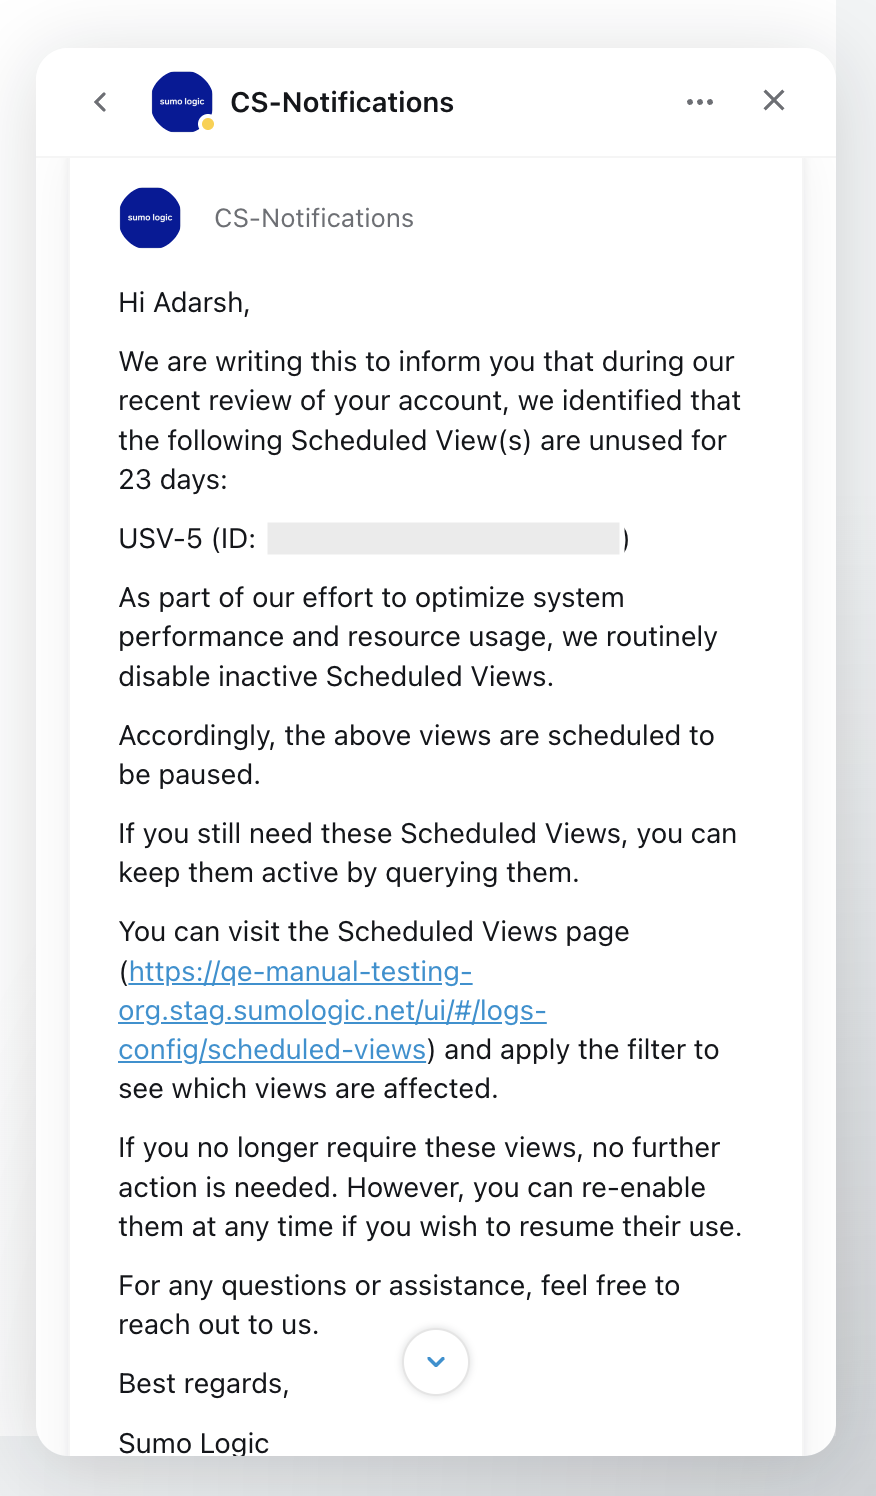 sumo logic
CS-Notifications
sumo logic
CS-Notifications
Hi Adarsh,
We are writing this to inform you that during our
recent review of your account, we identified that
the following Scheduled View(s) are unused for
23 days:
USV-5 (ID: )
As part of our effort to optimize system
performance and resource usage, we routinely
disable inactive Scheduled Views.
Accordingly, the above views are scheduled to
be paused.
If you still need these Scheduled Views, you can
keep them active by querying them.
You can visit the Scheduled Views page
(https://qe-manual-testing-
org.stag.sumologic.net/ui/#/logs-
config/scheduled-views) and apply the filter to
see which views are affected.
If you no longer require these views, no further
action is needed. However, you can re-enable
them at any time if you wish to resume their use.
For any questions or assistance, feel free to
reach out to us.
Best regards,
Sumo Logic